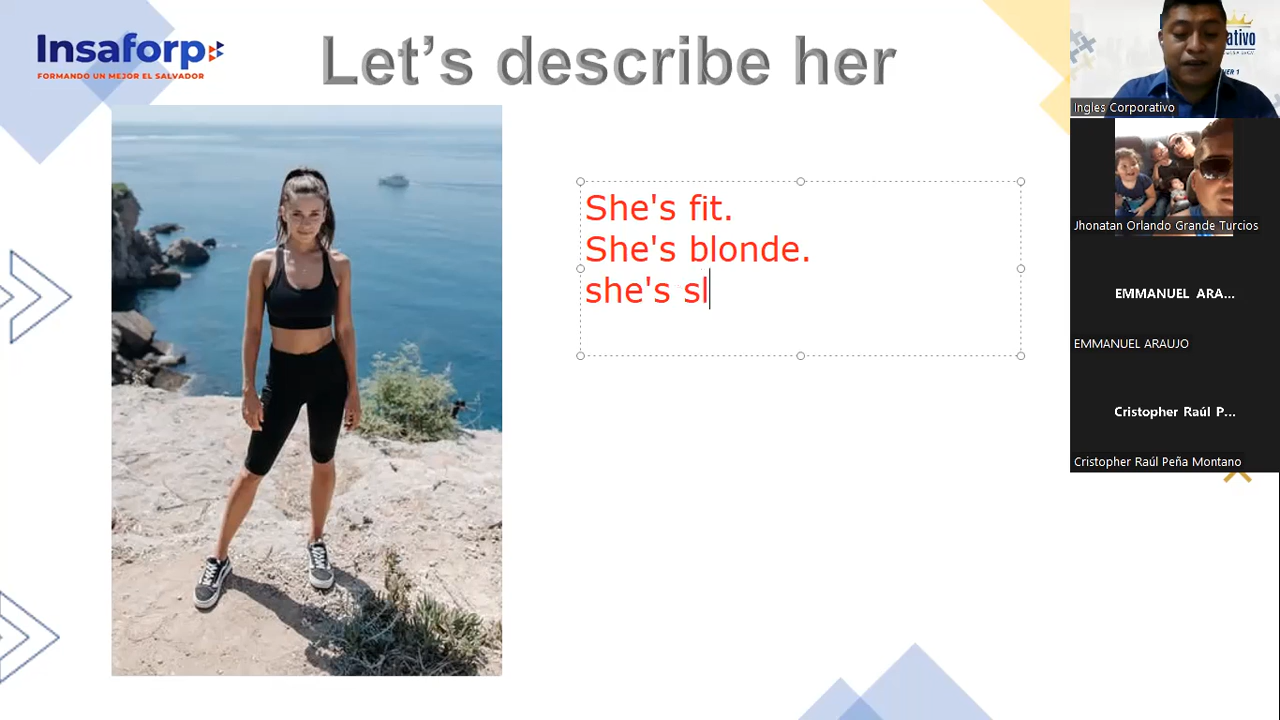 Insaforp
FORMANDO UN MEJOR EL SALVADOR
Let's describe her
She's fit.
She's blonde.
she's sl
ativo
Ingles Corporativo
Jhonatan Orlando Grande Turcios
EMMANUEL ARA...
EMMANUEL ARAUJO
Cristopher Raúl P...
Cristopher Raúl Peña Montano